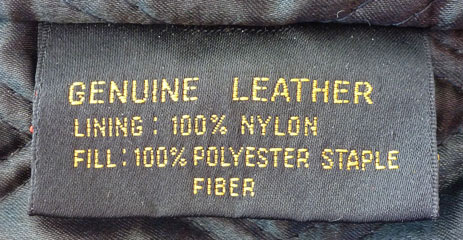 GENUINE LEATHER
LINING: 100% NYLON
FILL: 100% POLYESTER STAPLE
FIBER